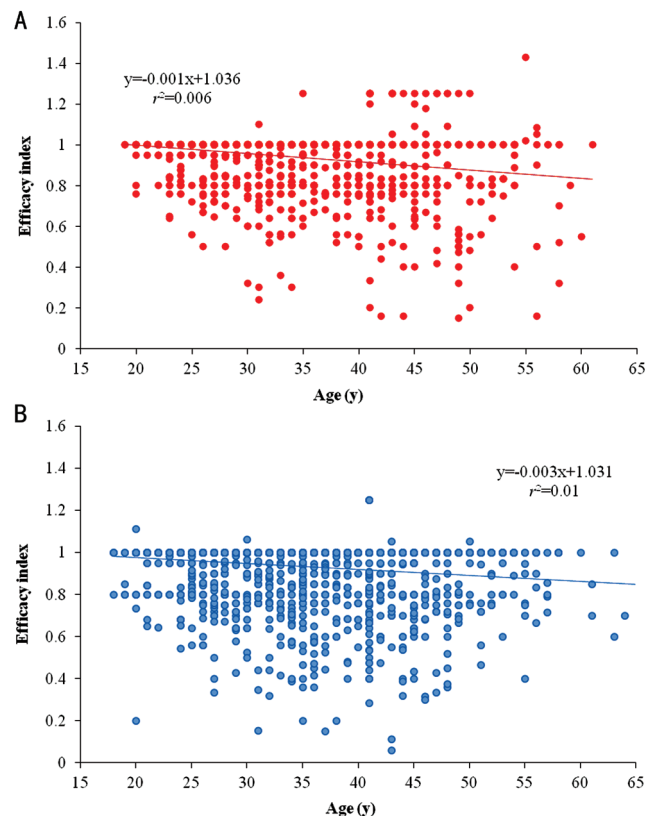 A
1.6
1.4
1.2
1
0.8
0.6
0.4
0.2
0
Efficacy index
y=-0.001x+1.036
r²=0.006
15 20 25 30 35 40 45 50 55 60 65
Age (y)
B
1.6
1.4
1.2
1
0.8
0.6
0.4
0.2
0
Efficacy index
y=-0.003x+1.031
r²=0.01
15 20 25 30 35 40 45 50 55 60 65
Age (y)